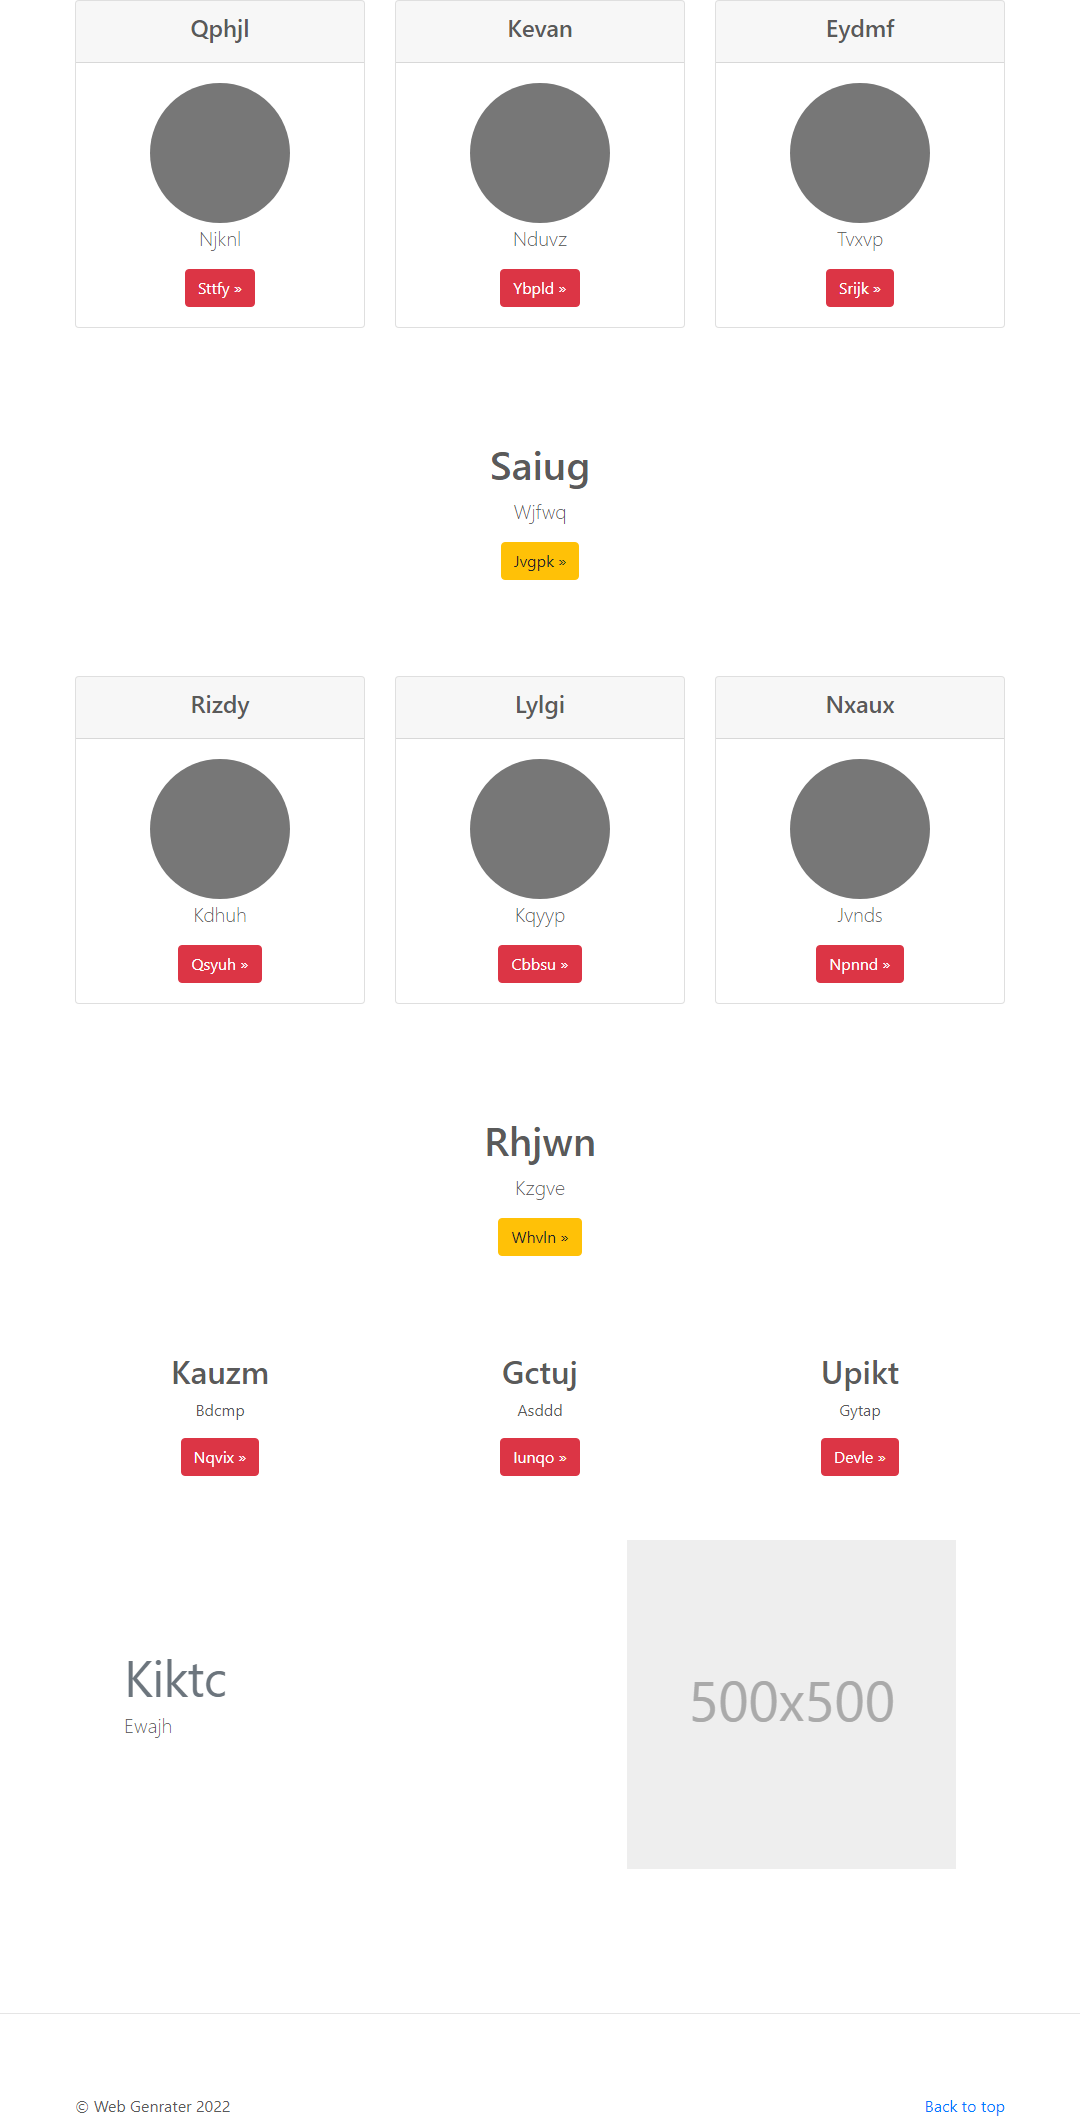 Qphjl
Kevan
Eydmf
Njknl
Nduvz
Tvxvp
Sttfy »
Ybpld »
Srijk »
Saiug
Wjfwq
Jvgpk »
Rizdy
Lylgi
Nxaux
Kdhuh
Kqyyp
Jvnds
Qsyuh »
Cbbsu »
Npnnd »
Rhjwn
Kzgve
Whvln »
Kauzm
Gctuj
Upikt
Bdcmp
Asddd
Gytap
Nqvix »
Iunqo »
Devle »
Kiktc
Ewajh
500x500
© Web Genrater 2022
Back to top